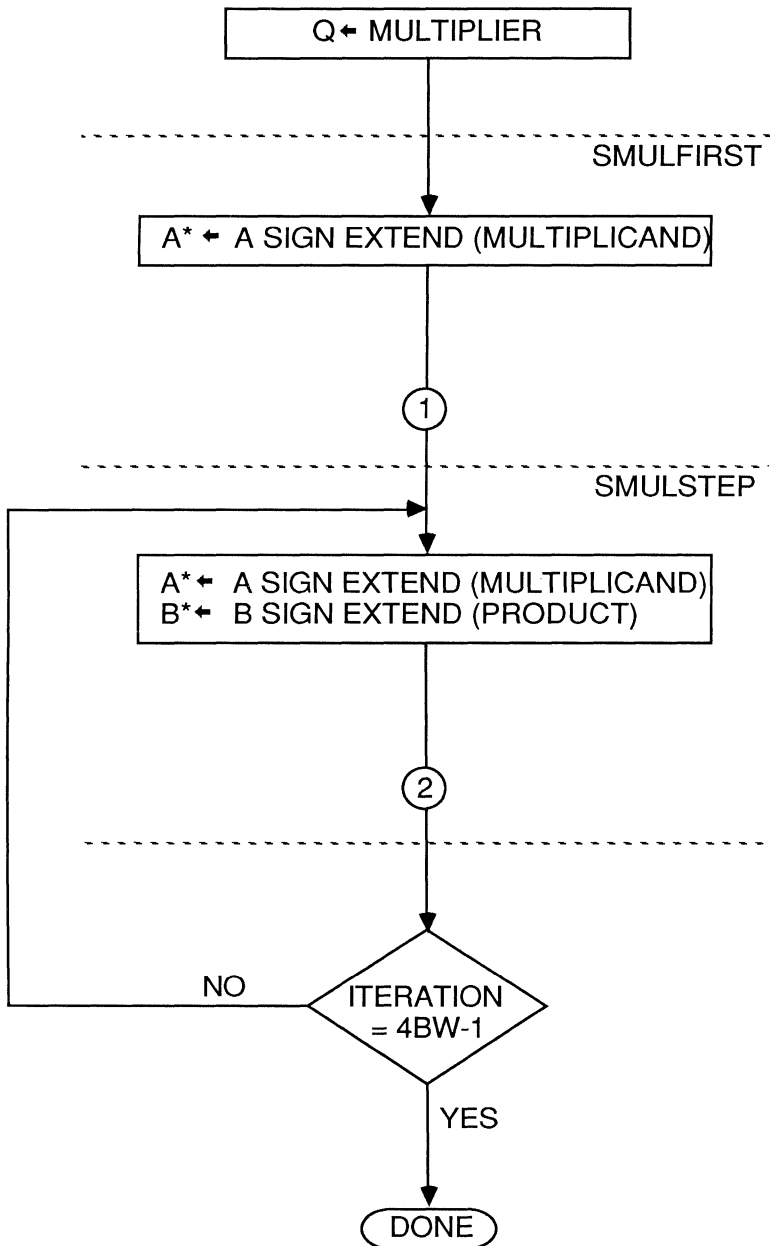 Q ← MULTIPLIER
SMULFIRST
A* ← A SIGN EXTEND (MULTIPLICAND)
1
SMULSTEP
A* ← A SIGN EXTEND (MULTIPLICAND)
B* ← B SIGN EXTEND (PRODUCT)
2
NO
ITERATION
= 4BW-1
YES
DONE